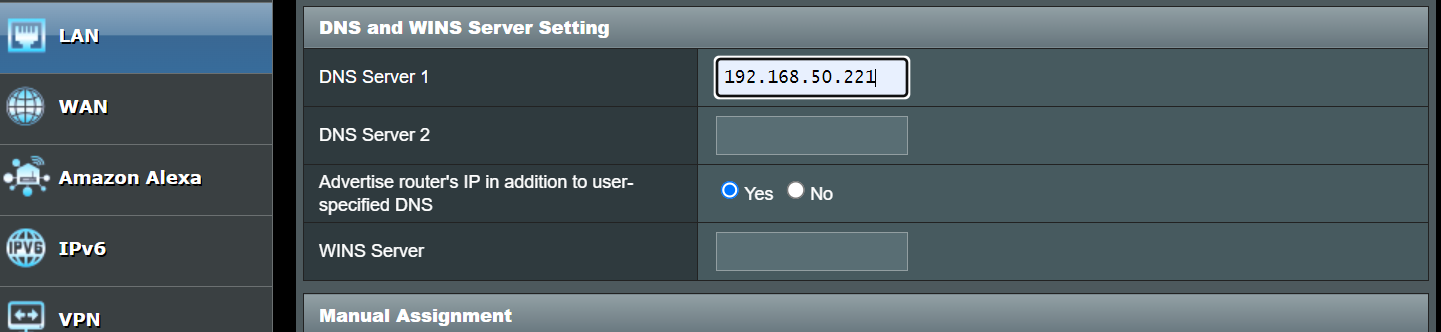 LAN
WAN
Amazon Alexa
IPv6
VPN
DNS and WINS Server Setting
DNS Server 1
192.168.50.221
DNS Server 2
Advertise router's IP in addition to user-
specified DNS
Yes No
WINS Server
Manual Assignment